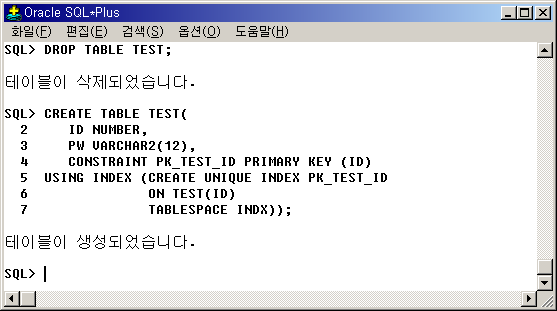 Oracle SQL*Plus
화일(F) 편집(E) 검색(S) 옵션(O) 도움말(H)
SQL> DROP TABLE TEST;
테이블이 삭제되었습니다.
SQL> CREATE TABLE TEST(
2 ID NUMBER,
3 PW VARCHAR2(12),
4 CONSTRAINT PK_TEST_ID PRIMARY KEY (ID)
5 USING INDEX (CREATE UNIQUE INDEX PK_TEST_ID
6 ON TEST(ID)
7 TABLESPACE INDX));
테이블이 생성되었습니다.
SQL>